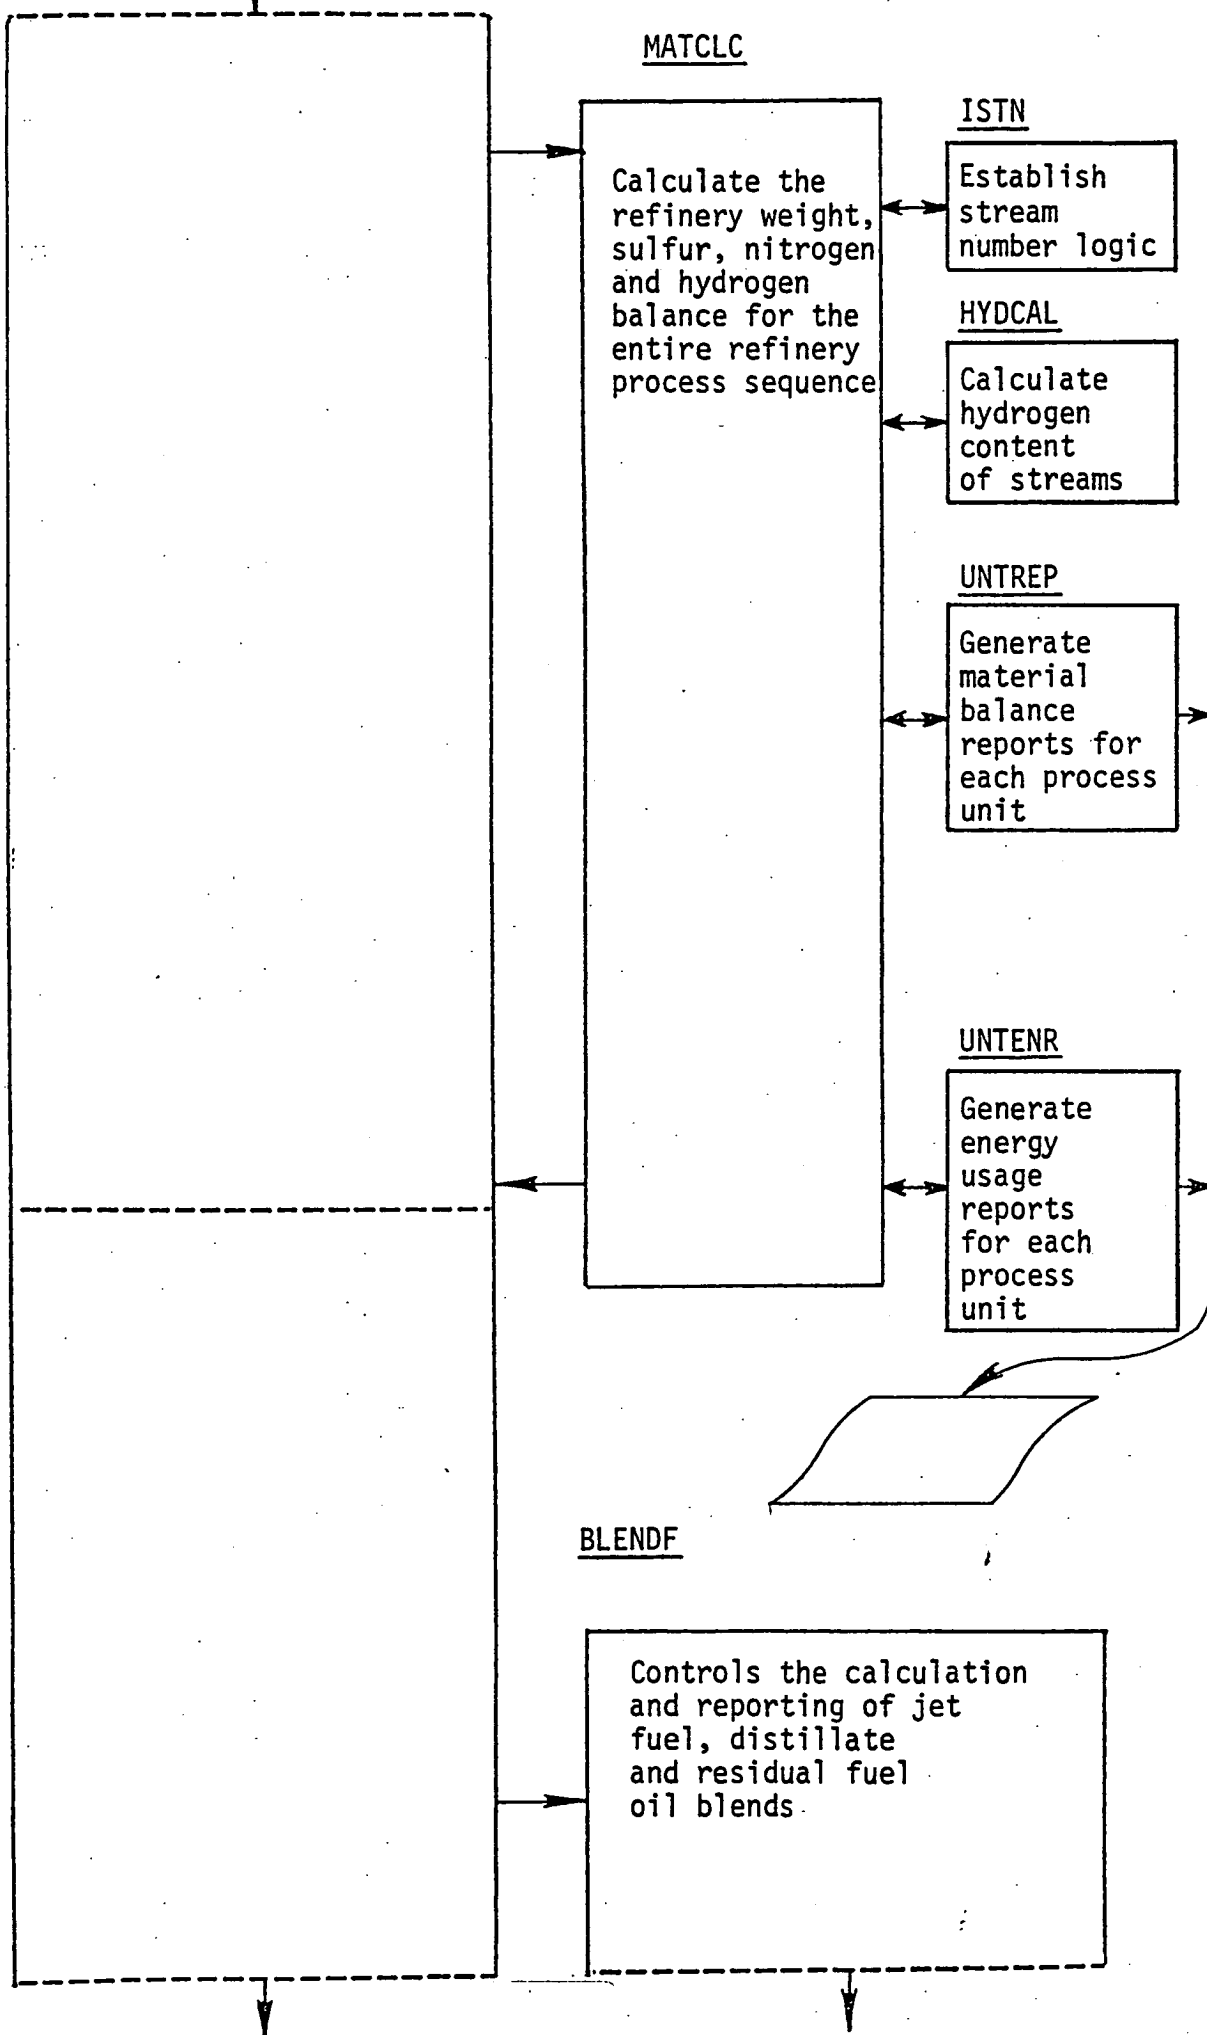 MATCLC
Calculate the
refinery weight,
sulfur, nitrogen
and hydrogen
balance for the
entire refinery
process sequence
ISTN
Establish
stream
number logic
HYDCAL
Calculate
hydrogen
content
of streams
UNTREP
Generate
material
balance
reports for
each process
unit
UNTENR
Generate
energy
usage
reports
for each
process
unit
BLENDF
Controls the calculation
and reporting of jet
fuel, distillate
and residual fuel
oil blends